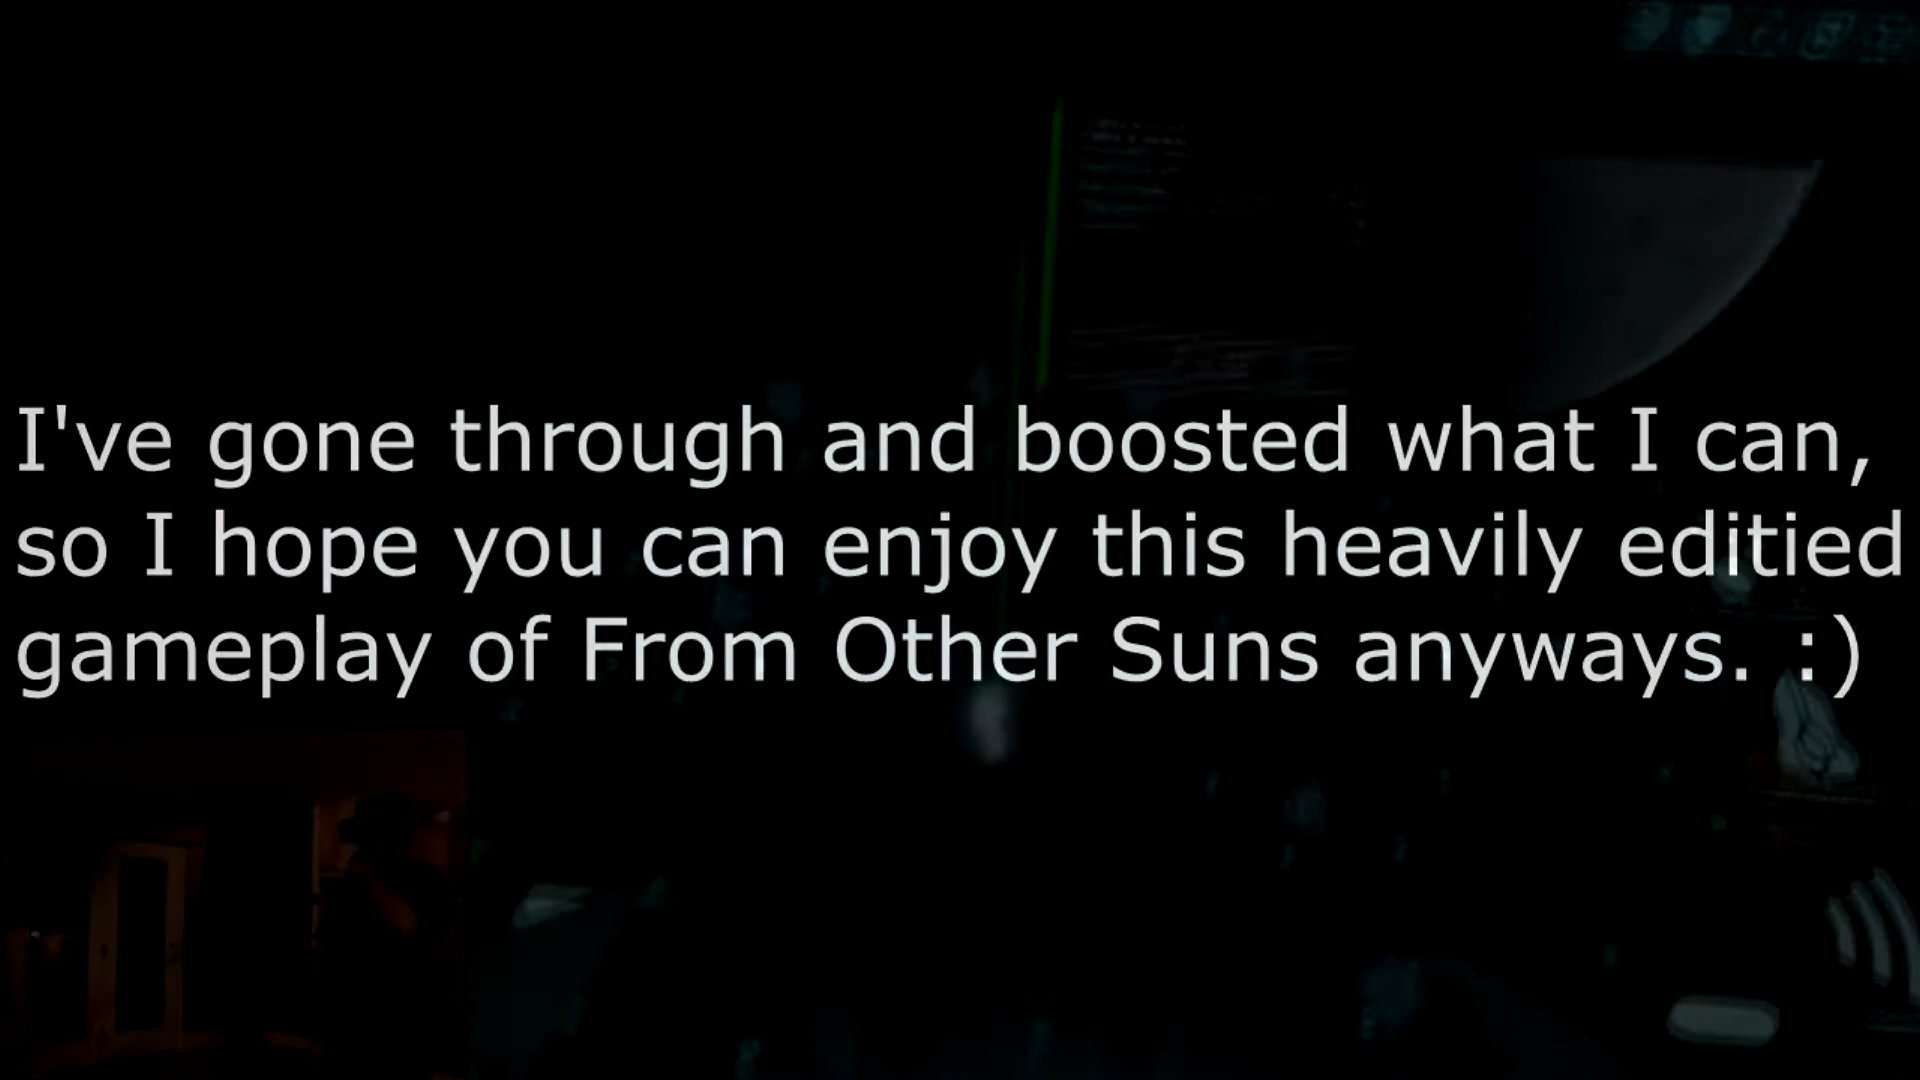 I've gone through and boosted what I can,
so I hope you can enjoy this heavily editied
gameplay of From Other Suns anyways. :)